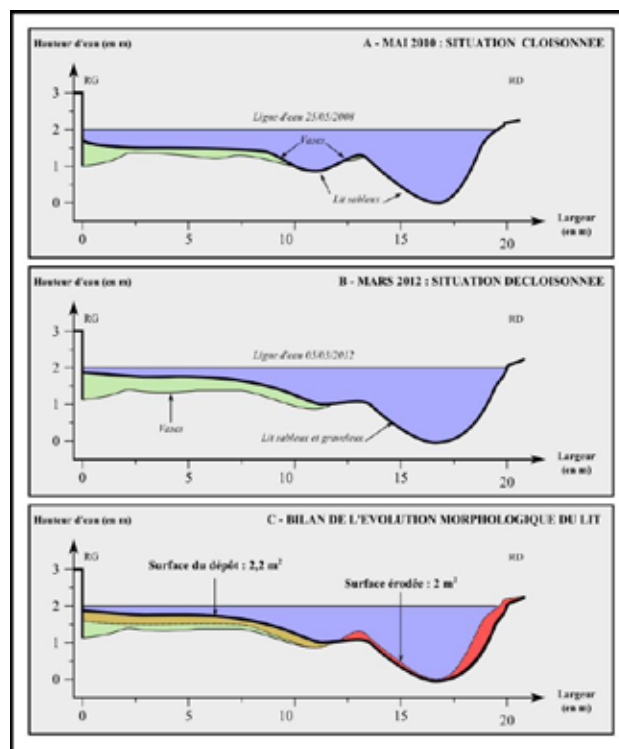 Hauteur d'eau (en m)
A - MAI 2010 : SITUATION CLOISONNEE
RG
RD
3
Ligne d'eau 25/05/2008
2
Vases
1
Lit sableux
0
0
5
10
15
20
Largeur
(en m)
Hauteur d'eau (en m)
B - MARS 2012 : SITUATION DECLOISONNEE
RG
RD
3
Ligne d'eau 05/03/2012
2
1
Vases
Lit sableux et graveleux
0
0
5
10
15
20
Largeur
(en m)
Hauteur d'eau (en m)
C - BILAN DE L'EVOLUTION MORPHOLOGIQUE DU LIT
RG
RD
3
Surface du dépôt : 2,2 m²
Surface érodée : 2 m²
2
1
0
0
5
10
15
20
Largeur
(en m)